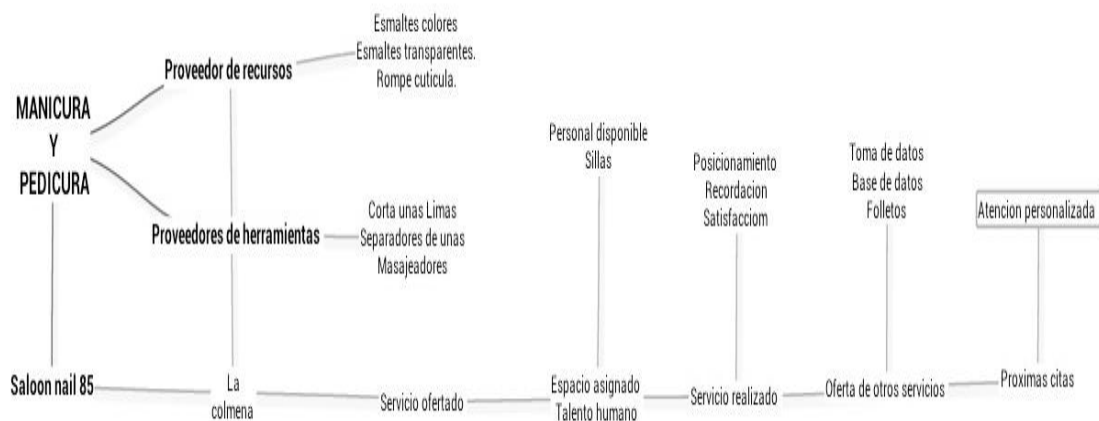 Esmaltes colores
Esmaltes transparentes.
Rompe cuticula.
Proveedor de recursos
MANICURA
Y
PEDICURA
Personal disponible
Sillas
Posicionamiento
Recordacion
Satisfacciom
Toma de datos
Base de datos
Folletos
Atencion personalizada
Corta unas Limas
Separadores de unas
Masajeadores
Proveedores de herramientas
Saloon nail 85
La
colmena
Servicio ofertado
Espacio asignado
Talento humano
Servicio realizado
Oferta de otros servicios
Proximas citas